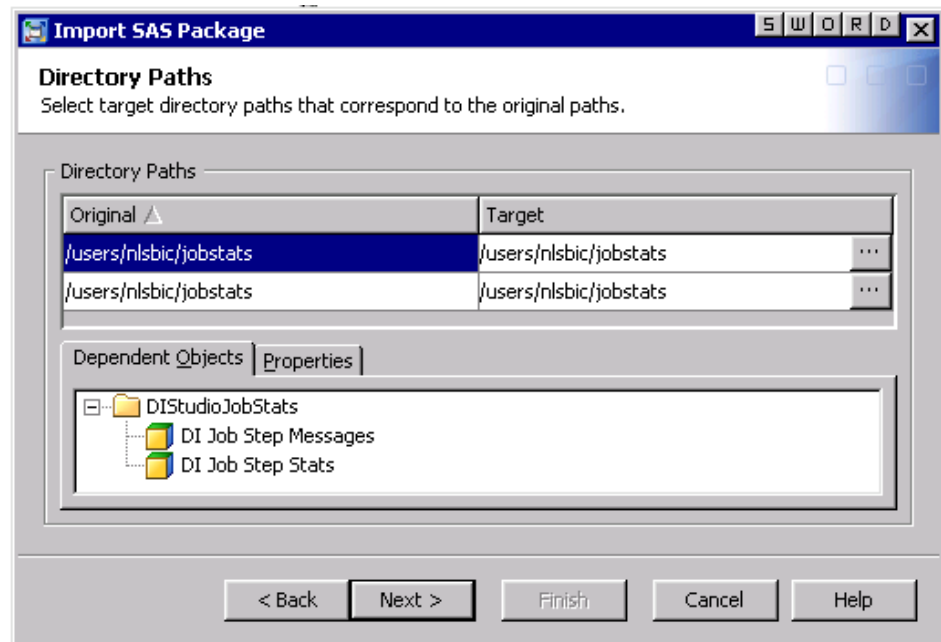 Import SAS Package
S W O R D
Directory Paths
Select target directory paths that correspond to the original paths.
Directory Paths
Original Target
/users/nlsbic/jobstats /users/nlsbic/jobstats ...
/users/nlsbic/jobstats /users/nlsbic/jobstats ...
Dependent Objects Properties
DIStudioJobStats
DI Job Step Messages
DI Job Step Stats
< Back Next > Finish Cancel Help